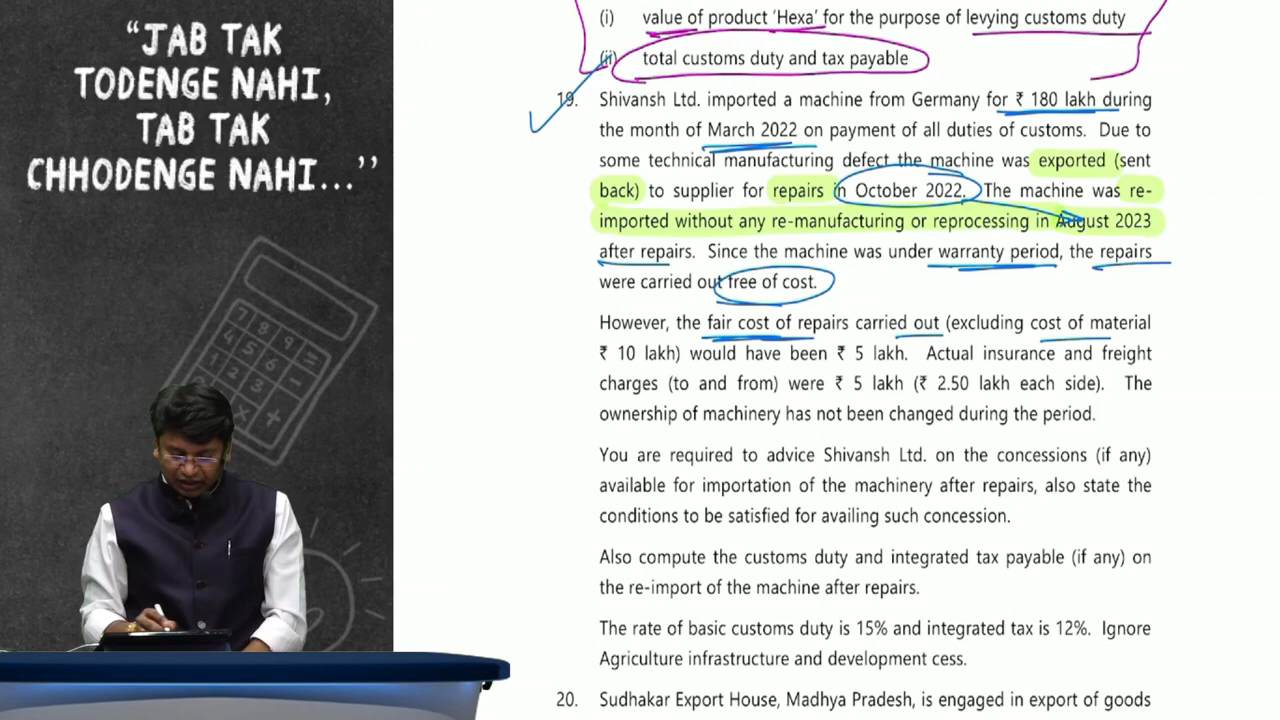 “JAB TAK
TODENGE NAHI,
TAB TAK
CHHODENGE NAHI...’’
(i) value of product ‘Hexa’ for the purpose of levying customs duty
(ii) total customs duty and tax payable
19. Shivansh Ltd. imported a machine from Germany for ₹ 180 lakh during
the month of March 2022 on payment of all duties of customs. Due to
some technical manufacturing defect the machine was exported (sent
back) to supplier for repairs in October 2022. The machine was re-
imported without any re-manufacturing or reprocessing in August 2023
after repairs. Since the machine was under warranty period, the repairs
were carried out free of cost.
However, the fair cost of repairs carried out (excluding cost of material
₹ 10 lakh) would have been ₹ 5 lakh. Actual insurance and freight
charges (to and from) were ₹ 5 lakh (₹ 2.50 lakh each side). The
ownership of machinery has not been changed during the period.
You are required to advice Shivansh Ltd. on the concessions (if any)
available for importation of the machinery after repairs, also state the
conditions to be satisfied for availing such concession.
Also compute the customs duty and integrated tax payable (if any) on
the re-import of the machine after repairs.
The rate of basic customs duty is 15% and integrated tax is 12%. Ignore
Agriculture infrastructure and development cess.
20. Sudhakar Export House, Madhya Pradesh, is engaged in export of goods
7 8 9 =
4 5 6 −
1 2 3
× +